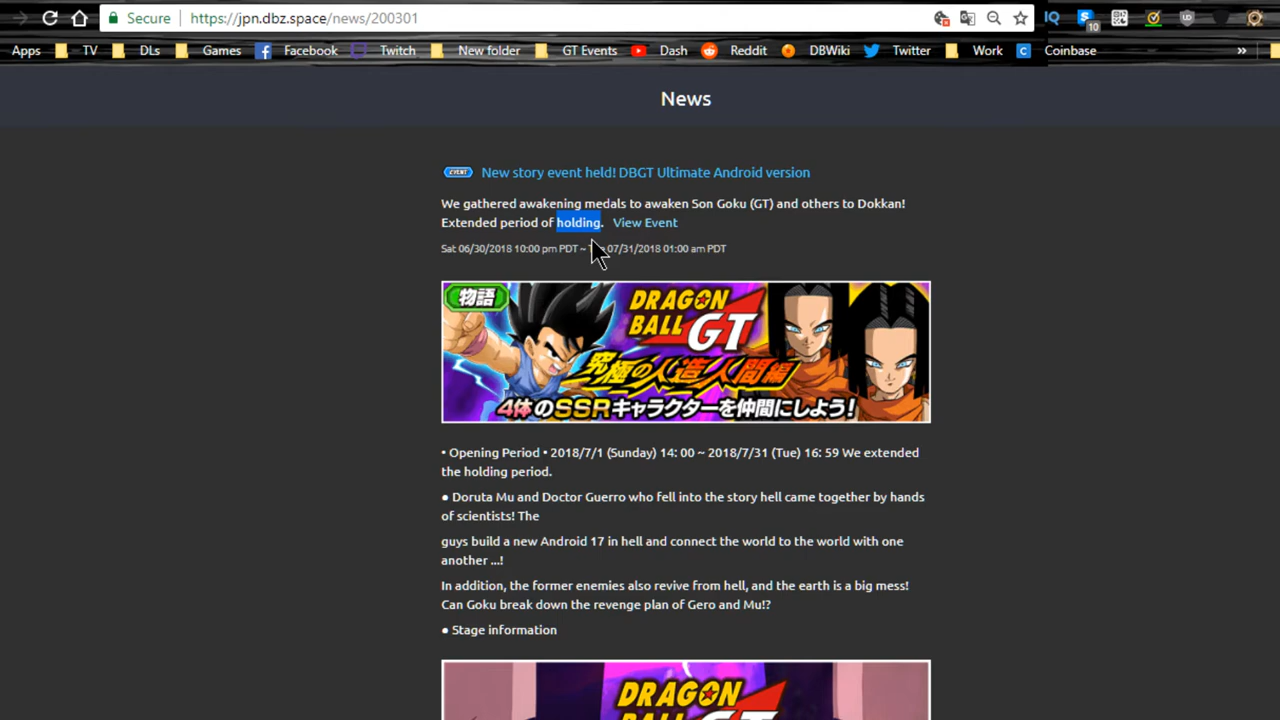 Secure https://jpn.dbz.space/news/200301
Apps TV DLs Games Facebook Twitch New folder GT Events Dash Reddit DBWiki Twitter Work Coinbase »
News
EVENT New story event held! DBGT Ultimate Android version
We gathered awakening medals to awaken Son Goku (GT) and others to Dokkan!
Extended period of holding. View Event
Sat 06/30/2018 10:00 pm PDT ~ 07/31/2018 01:00 am PDT
物語
DRAGON
BALL GT
究極の人造人間編
4体のSSRキャラクターを仲間にしよう!
• Opening Period • 2018/7/1 (Sunday) 14: 00 ~ 2018/7/31 (Tue) 16: 59 We extended
the holding period.
● Doruta Mu and Doctor Guerro who fell into the story hell came together by hands
of scientists! The
guys build a new Android 17 in hell and connect the world to the world with one
another ...!
In addition, the former enemies also revive from hell, and the earth is a big mess!
Can Goku break down the revenge plan of Gero and Mu!?
● Stage information
DRAGON